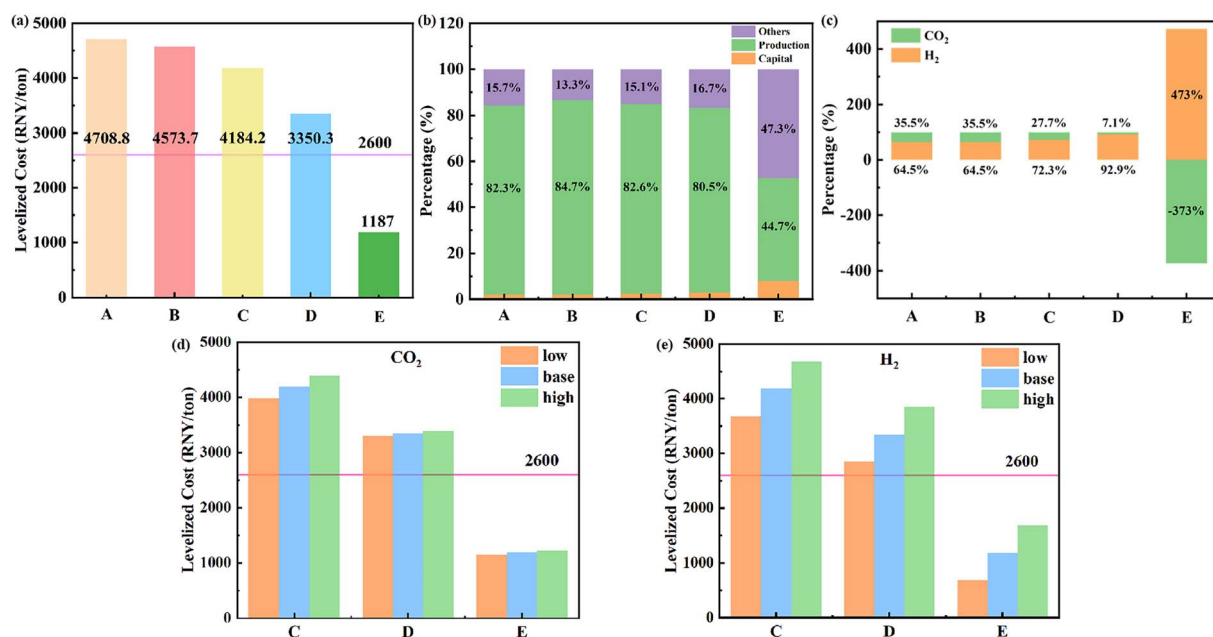 (a)
Levelized Cost (RNY/ton)
5000
4000
3000
2000
1000
0
4708.8
4573.7
4184.2
3350.3
2600
1187
A B C D E
(b)
Percentage (%)
120
100
80
60
40
20
0
Others
Production
Capital
15.7% 13.3% 15.1% 16.7% 47.3%
82.3% 84.7% 82.6% 80.5% 44.7%
A B C D E
(c)
Percentage (%)
400
200
0
-200
-400
CO₂
H₂
35.5% 35.5% 27.7% 7.1% 473%
64.5% 64.5% 72.3% 92.9% -373%
A B C D E
(d)
CO₂
Levelized Cost (RNY/ton)
5000
4000
3000
2000
1000
0
low
base
high
2600
C D E
(e)
H₂
Levelized Cost (RNY/ton)
5000
4000
3000
2000
1000
0
low
base
high
2600
C D E